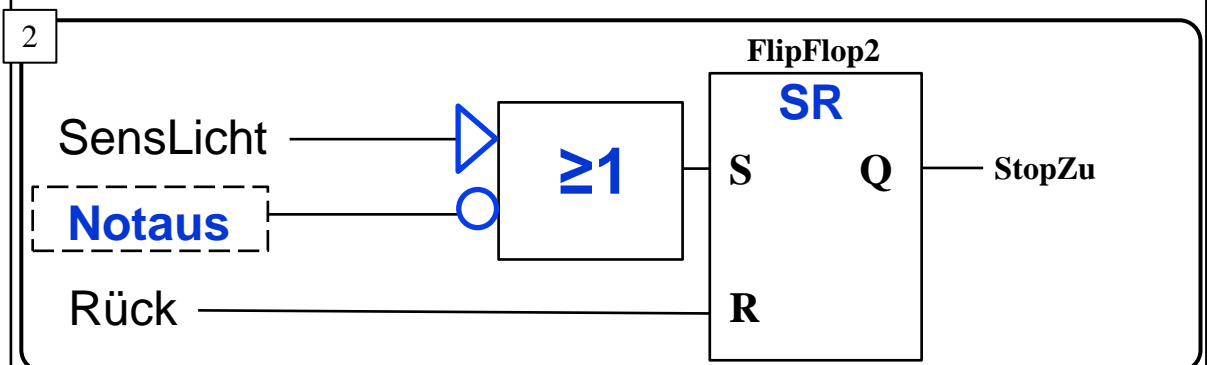 2
FlipFlop2
SR
SensLicht
≥1
S Q
StopZu
Notaus
Rück
R